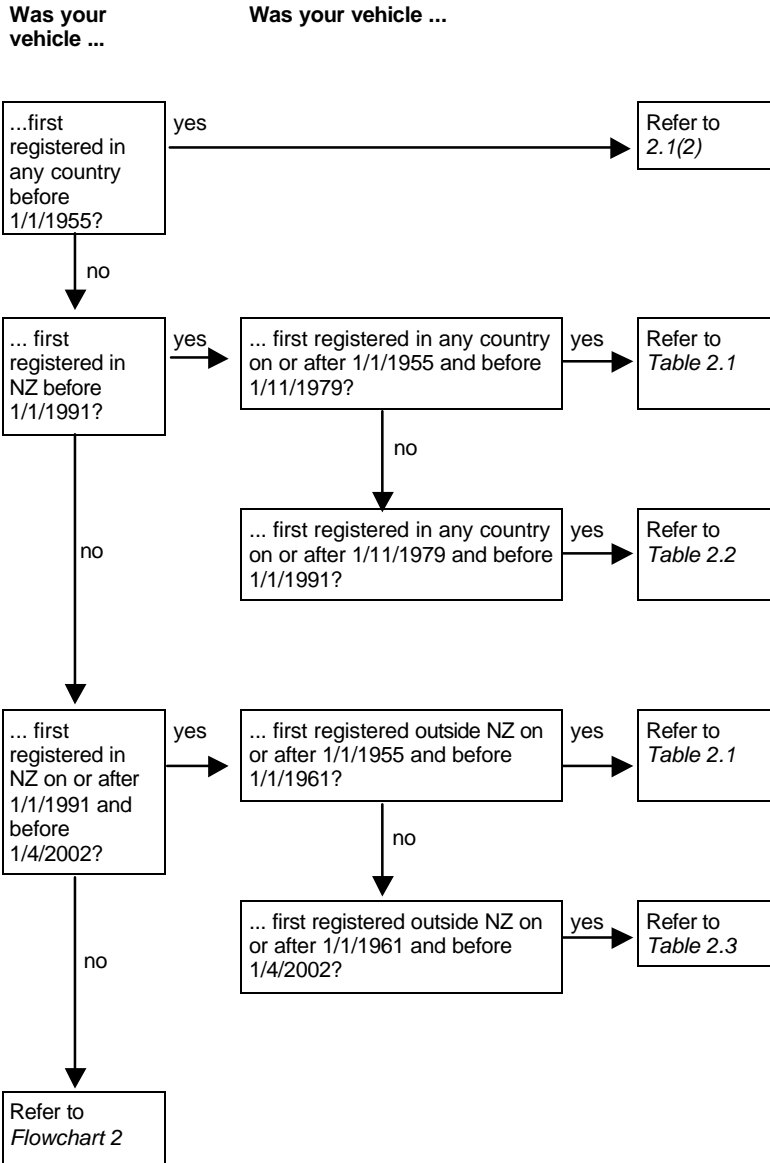 Was your
vehicle ...
Was your vehicle ...
...first
registered in
any country
before
1/1/1955?
yes
Refer to
2.1(2)
no
... first
registered in
NZ before
1/1/1991?
yes
... first registered in any country
on or after 1/1/1955 and before
1/11/1979?
yes
Refer to
Table 2.1
no
... first registered in any country
on or after 1/11/1979 and before
1/1/1991?
yes
Refer to
Table 2.2
no
... first
registered in
NZ on or after
1/1/1991 and
before
1/4/2002?
yes
... first registered outside NZ on
or after 1/1/1955 and before
1/1/1961?
yes
Refer to
Table 2.1
no
... first registered outside NZ on
or after 1/1/1961 and before
1/4/2002?
yes
Refer to
Table 2.3
no
Refer to
Flowchart 2